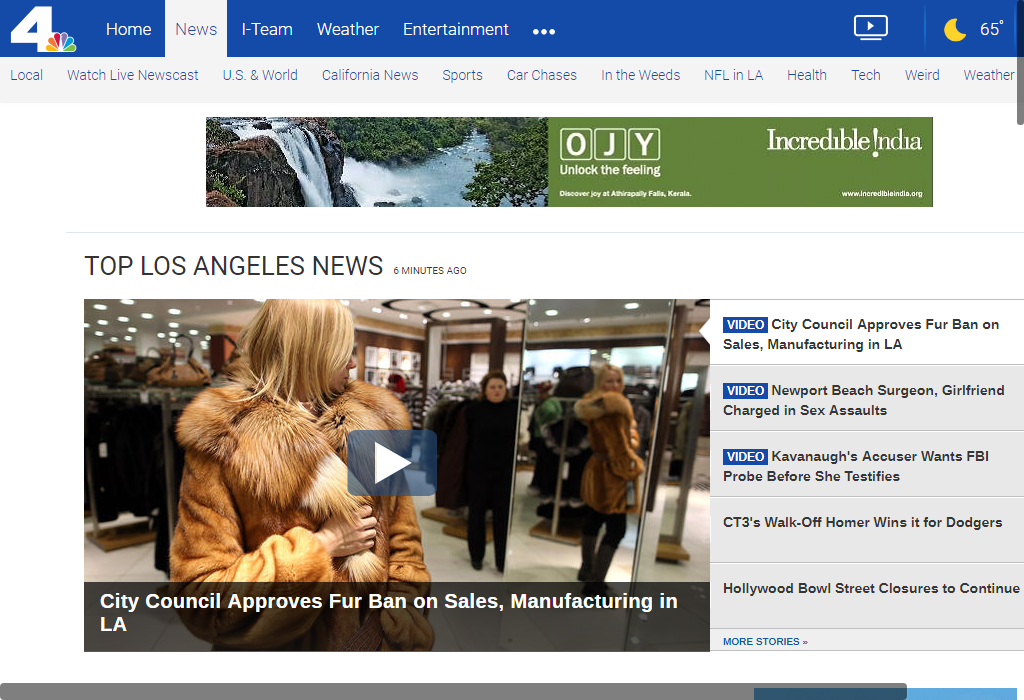 4
Home
News
I-Team
Weather
Entertainment
65°
Local
Watch Live Newscast
U.S. & World
California News
Sports
Car Chases
In the Weeds
NFL in LA
Health
Tech
Weird
Weather
OJY
Unlock the feeling
Discover joy at Athirapally Falls, Kerala.
Incredible !ndia
www.incredibleindia.org
TOP LOS ANGELES NEWS 6 MINUTES AGO
City Council Approves Fur Ban on Sales, Manufacturing in
LA
VIDEO City Council Approves Fur Ban on
Sales, Manufacturing in LA
VIDEO Newport Beach Surgeon, Girlfriend
Charged in Sex Assaults
VIDEO Kavanaugh's Accuser Wants FBI
Probe Before She Testifies
CT3's Walk-Off Homer Wins it for Dodgers
Hollywood Bowl Street Closures to Continue
MORE STORIES »